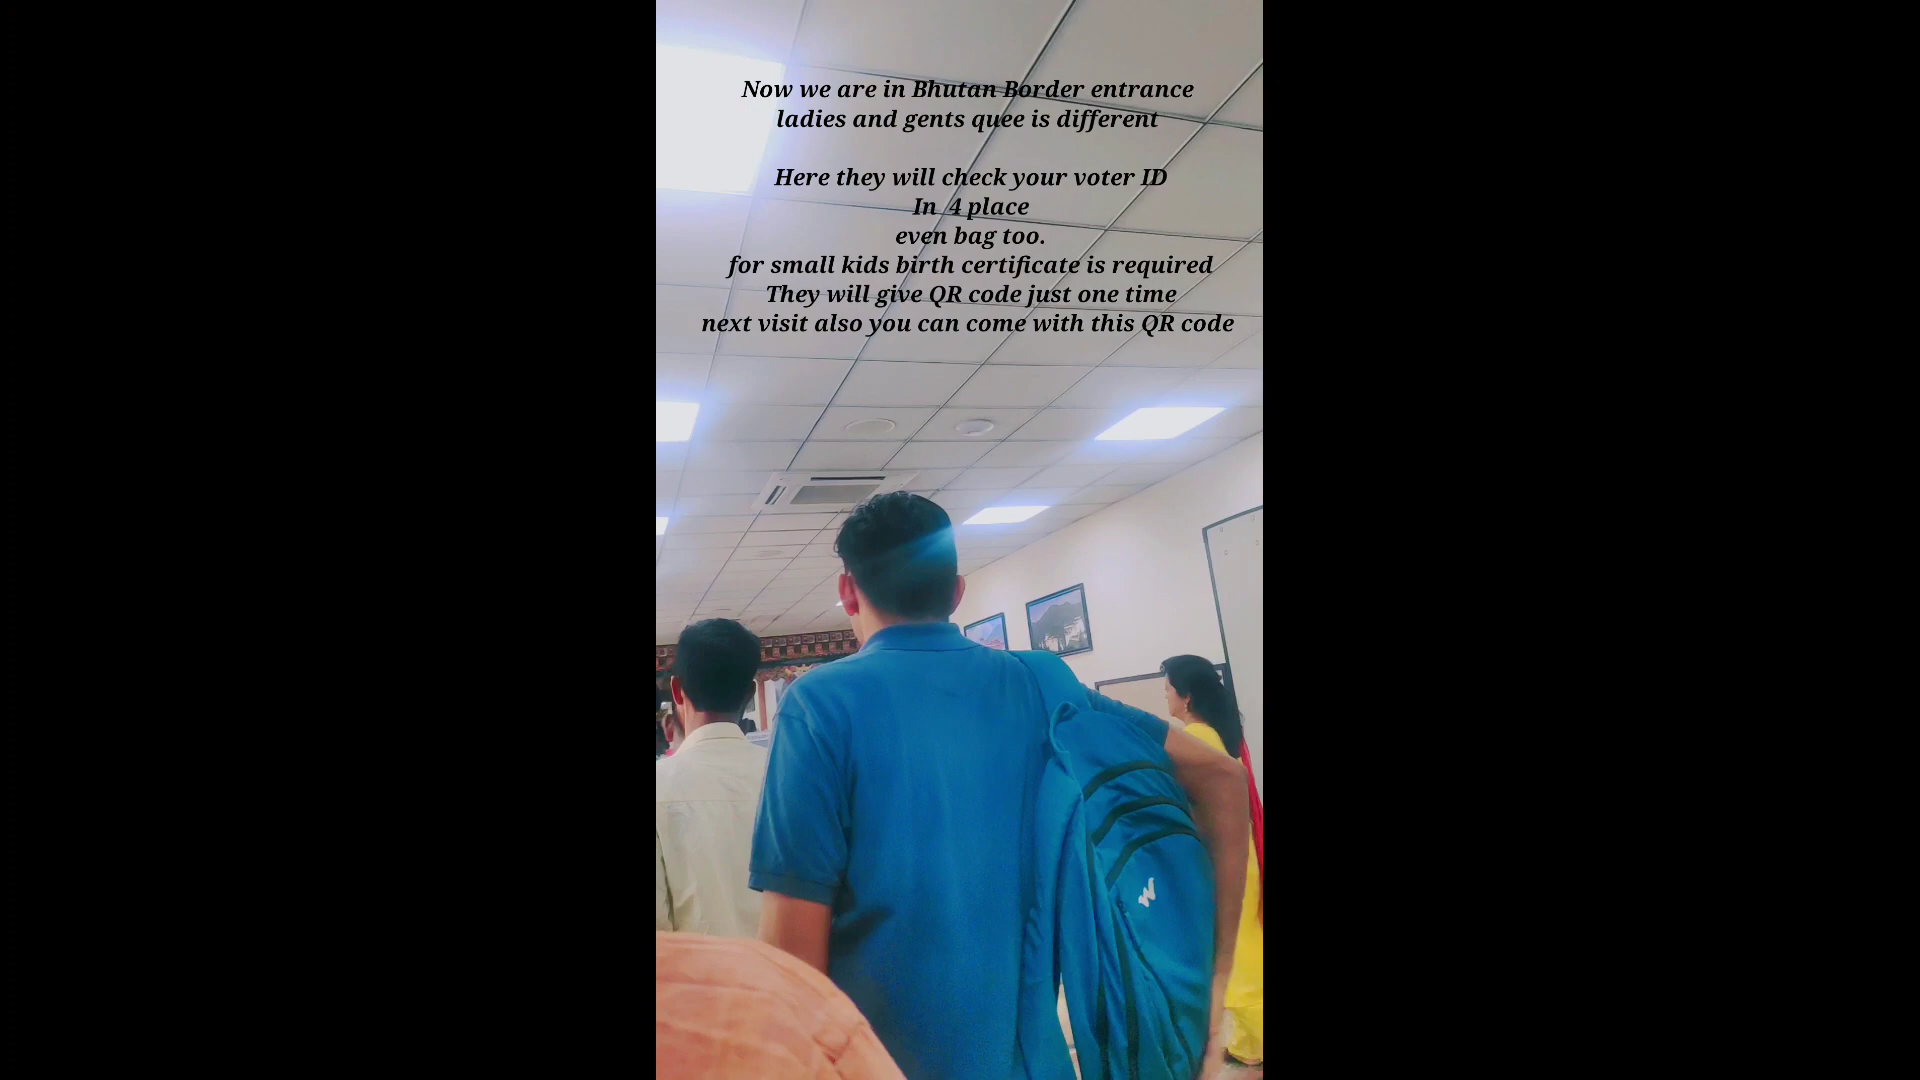 Now we are in Bhutan Border entrance
ladies and gents quee is different
Here they will check your voter ID
In 4 place
even bag too.
for small kids birth certificate is required
They will give QR code just one time
next visit also you can come with this QR code